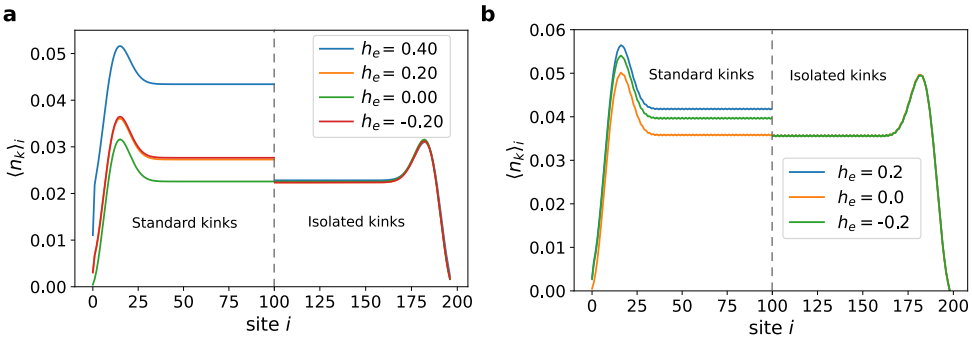 a
0.05
0.04
0.03
0.02
0.01
0.00
⟨n_k⟩_i
h_e = 0.40
h_e = 0.20
h_e = 0.00
h_e = -0.20
Standard kinks
Isolated kinks
0 25 50 75 100 125 150 175 200
site i
b
0.06
0.05
0.04
0.03
0.02
0.01
0.00
⟨n_k⟩_i
Standard kinks
Isolated kinks
h_e = 0.2
h_e = 0.0
h_e = -0.2
0 25 50 75 100 125 150 175 200
site i